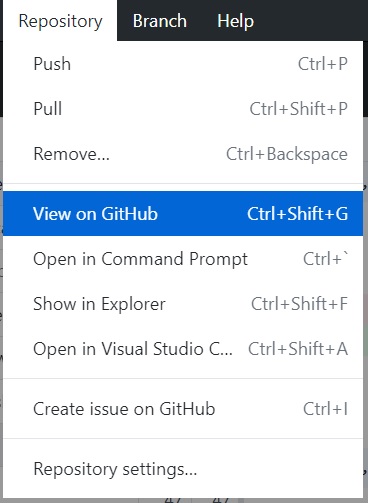 Repository Branch Help
Push Ctrl+P
Pull Ctrl+Shift+P
Remove... Ctrl+Backspace
View on GitHub Ctrl+Shift+G
Open in Command Prompt Ctrl+`
Show in Explorer Ctrl+Shift+F
Open in Visual Studio C... Ctrl+Shift+A
Create issue on GitHub Ctrl+I
Repository settings...
47 47